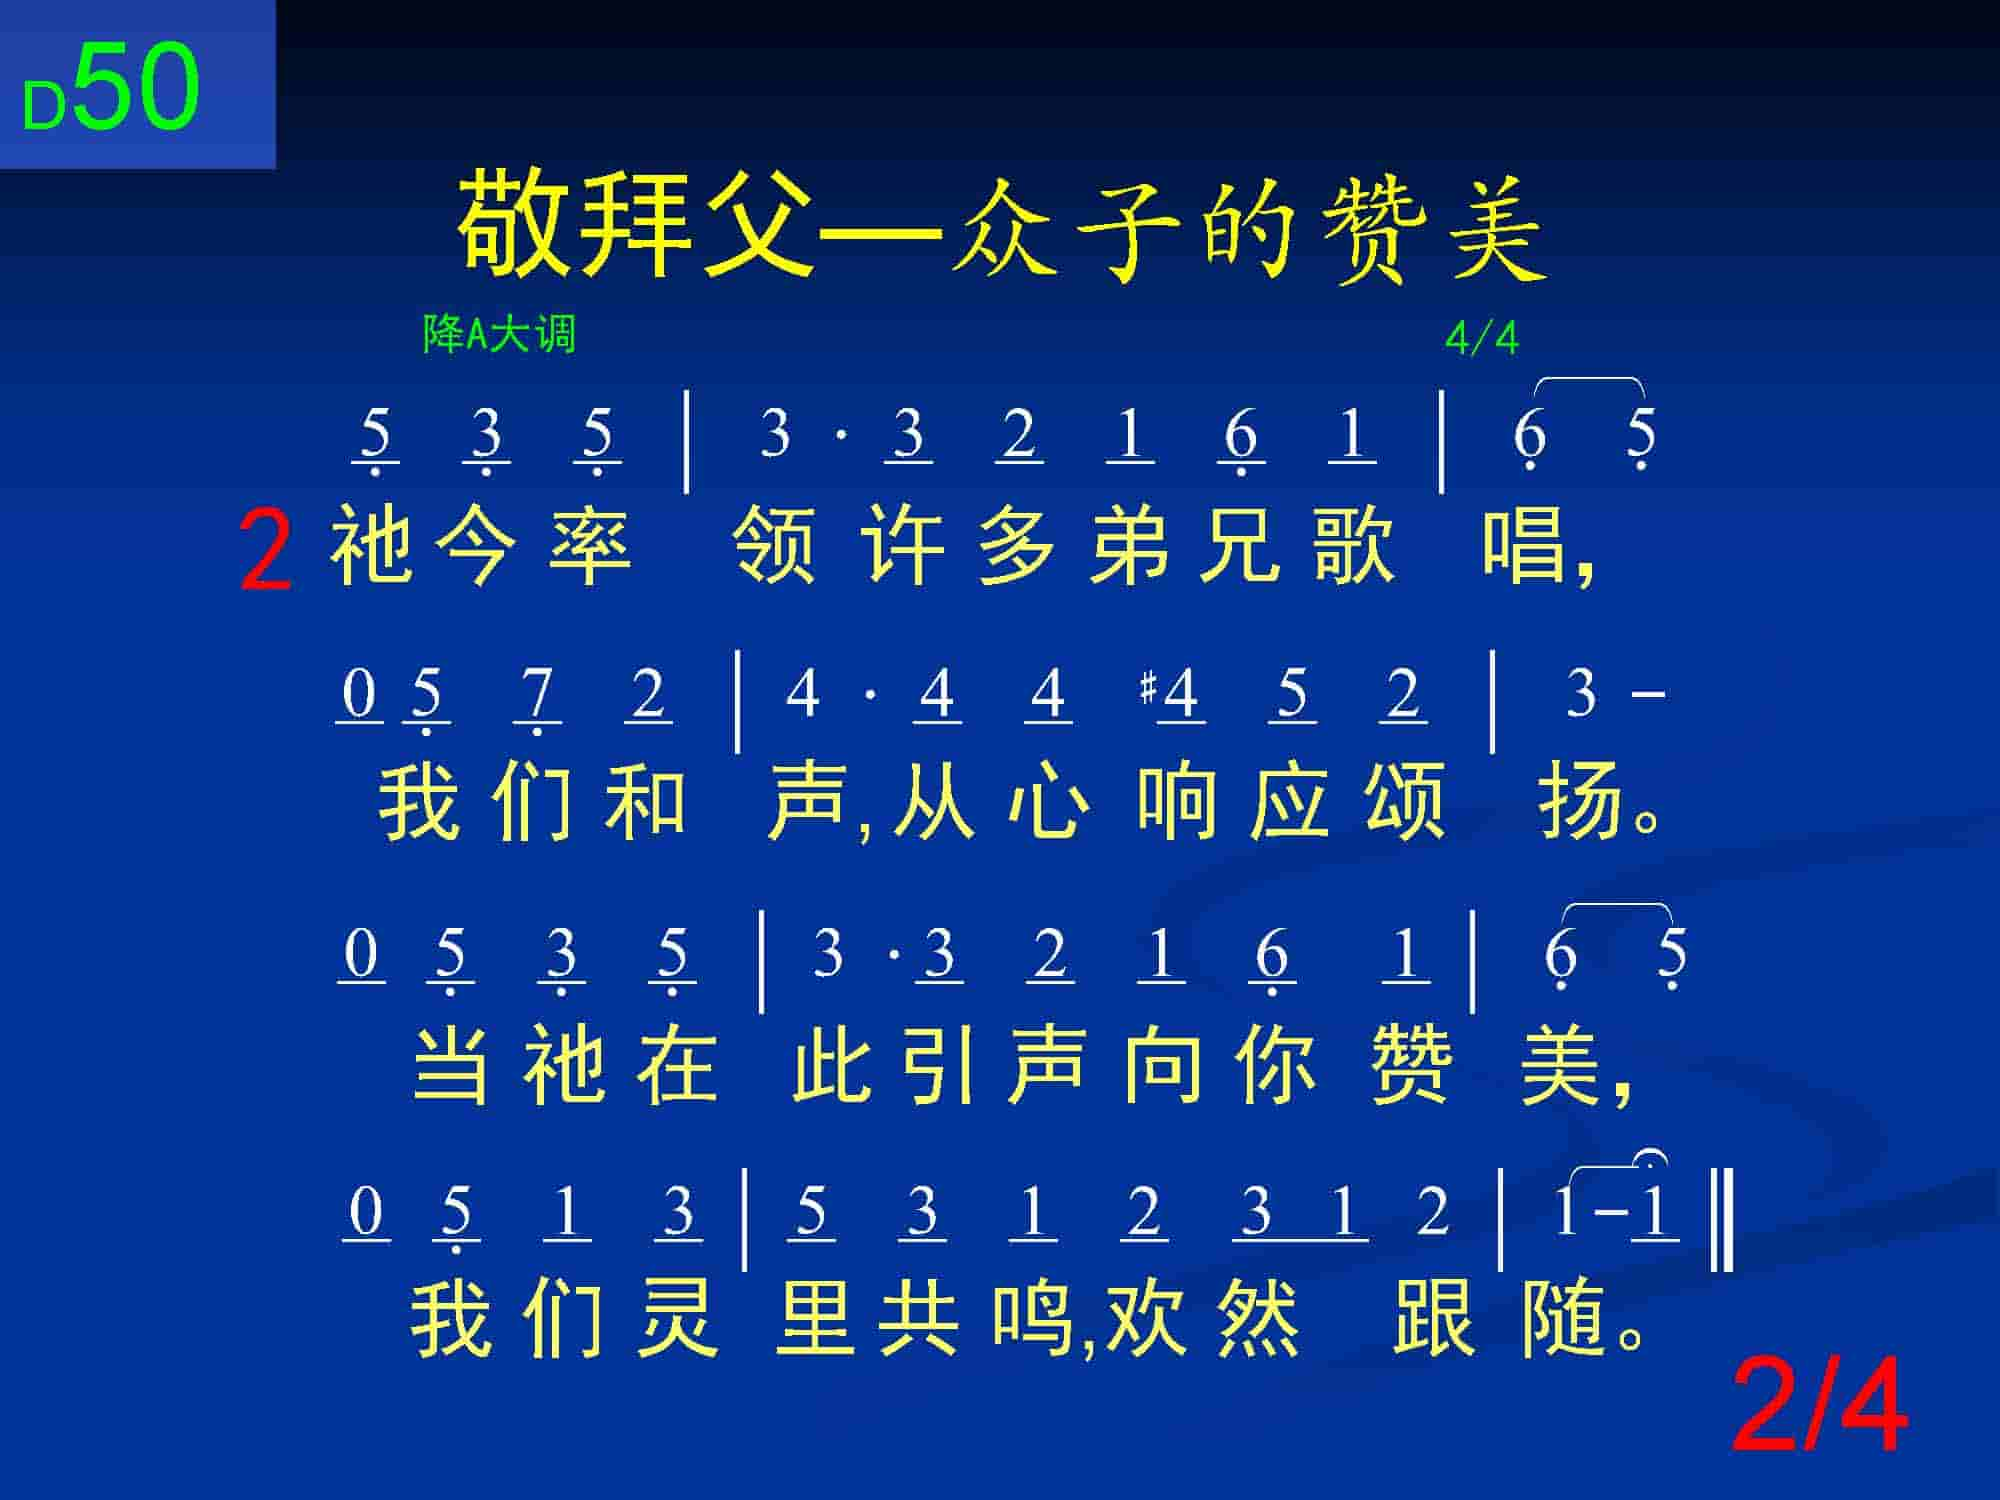 D50
敬拜父—众子的赞美
降A大调 4/4
5̣ 3̣ 5̣ | 3 · 3 2 1 6̣ 1 | 6̣ 5̣
2 祂今率 领许多弟兄歌 唱,
0 5̣ 7̣ 2 | 4 · 4 4 #4 5 2 | 3 –
我们和 声,从心响应颂 扬。
0 5̣ 3̣ 5̣ | 3 · 3 2 1 6̣ 1 | 6̣ 5̣
当祂在 此引声向你赞 美,
0 5̣ 1 3 | 5 3 1 2 3 1 2 | 1 – 1 ‖
我们灵 里共鸣,欢然 跟 随。
2/4